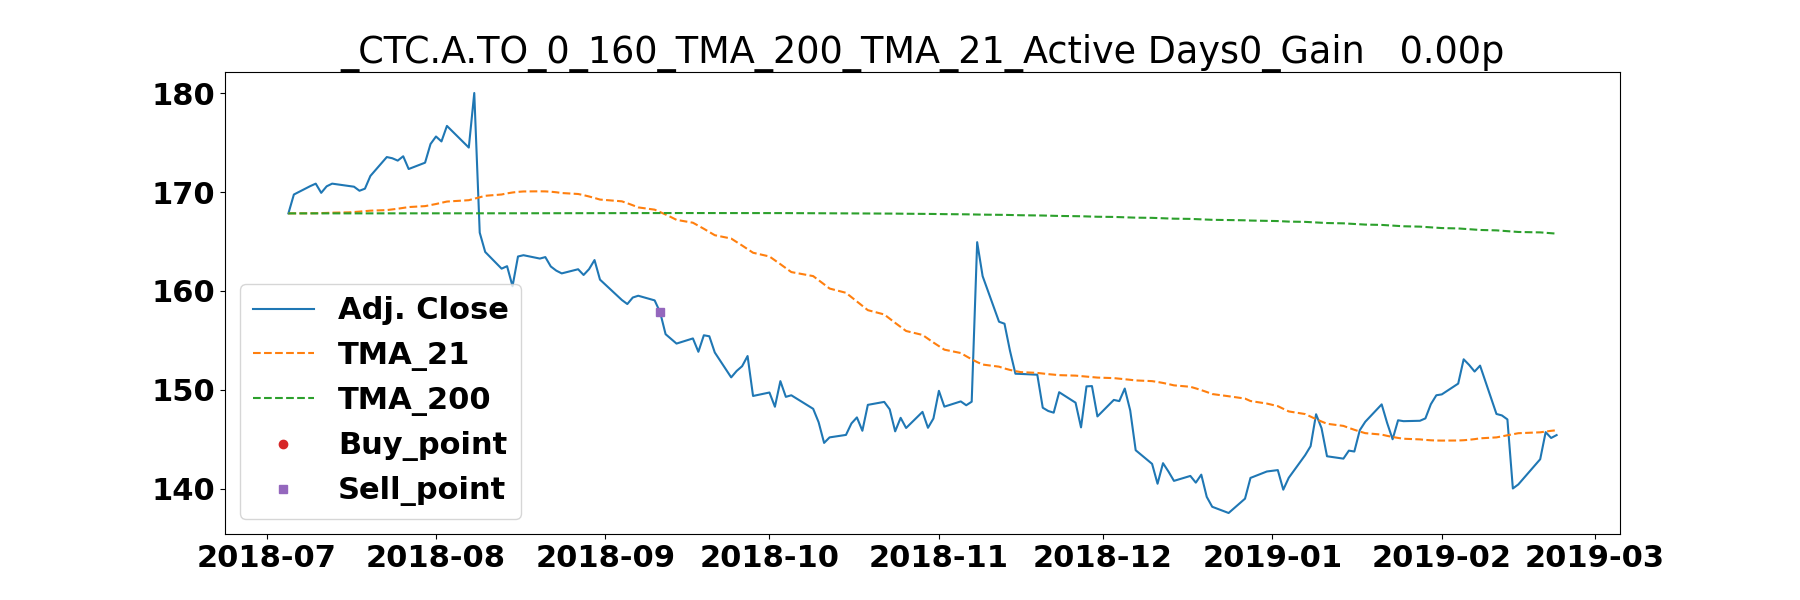 _CTC.A.TO_0_160_TMA_200_TMA_21_Active Days0_Gain   0.00p
180
170
160
150
140
Adj. Close
TMA_21
TMA_200
Buy_point
Sell_point
2018-07 2018-08 2018-09 2018-10 2018-11 2018-12 2019-01 2019-02 2019-03